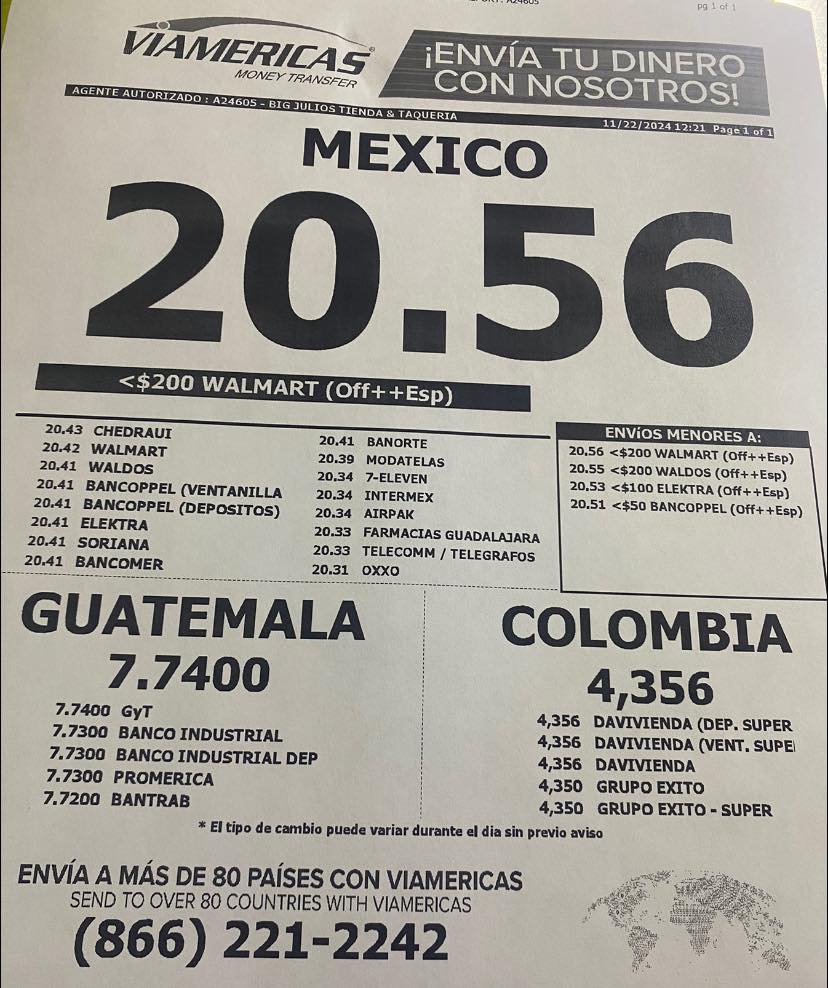 A24605
pg 1 of 1
VIAMERICAS®
MONEY TRANSFER
¡ENVÍA TU DINERO
CON NOSOTROS!
AGENTE AUTORIZADO : A24605 - BIG JULIOS TIENDA & TAQUERIA
11/22/2024 12:21 Page 1 of 1
MEXICO
20.56
<$200 WALMART (Off++Esp)
20.43 CHEDRAUI
20.42 WALMART
20.41 WALDOS
20.41 BANCOPPEL (VENTANILLA
20.41 BANCOPPEL (DEPOSITOS)
20.41 ELEKTRA
20.41 SORIANA
20.41 BANCOMER
20.41 BANORTE
20.39 MODATELAS
20.34 7-ELEVEN
20.34 INTERMEX
20.34 AIRPAK
20.33 FARMACIAS GUADALAJARA
20.33 TELECOMM / TELEGRAFOS
20.31 OXXO
ENVíOS MENORES A:
20.56 <$200 WALMART (Off++Esp)
20.55 <$200 WALDOS (Off++Esp)
20.53 <$100 ELEKTRA (Off++Esp)
20.51 <$50 BANCOPPEL (Off++Esp)
GUATEMALA
7.7400
7.7400 GyT
7.7300 BANCO INDUSTRIAL
7.7300 BANCO INDUSTRIAL DEP
7.7300 PROMERICA
7.7200 BANTRAB
COLOMBIA
4,356
4,356 DAVIVIENDA (DEP. SUPER
4,356 DAVIVIENDA (VENT. SUPE
4,356 DAVIVIENDA
4,350 GRUPO EXITO
4,350 GRUPO EXITO - SUPER
* El tipo de cambio puede variar durante el dia sin previo aviso
ENVÍA A MÁS DE 80 PAÍSES CON VIAMERICAS
SEND TO OVER 80 COUNTRIES WITH VIAMERICAS
(866) 221-2242